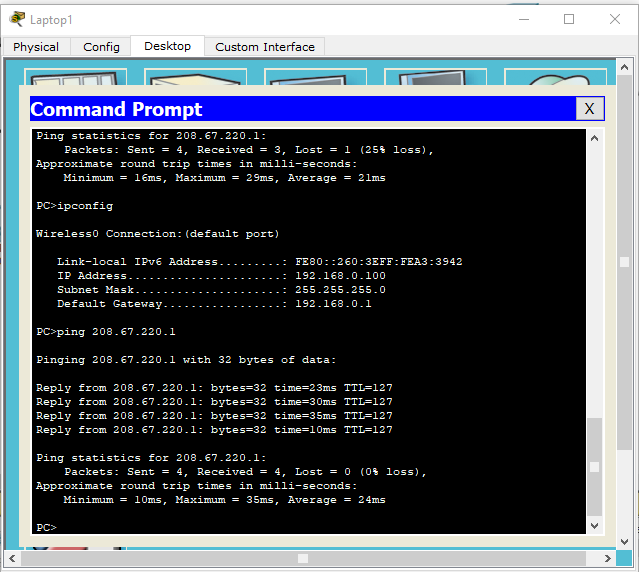 Laptop1
Physical Config Desktop Custom Interface
Command Prompt X
Ping statistics for 208.67.220.1:
Packets: Sent = 4, Received = 3, Lost = 1 (25% loss),
Approximate round trip times in milli-seconds:
Minimum = 16ms, Maximum = 29ms, Average = 21ms
PC>ipconfig
Wireless0 Connection:(default port)
Link-local IPv6 Address.........: FE80::260:3EFF:FEA3:3942
IP Address......................: 192.168.0.100
Subnet Mask.....................: 255.255.255.0
Default Gateway.................: 192.168.0.1
PC>ping 208.67.220.1
Pinging 208.67.220.1 with 32 bytes of data:
Reply from 208.67.220.1: bytes=32 time=23ms TTL=127
Reply from 208.67.220.1: bytes=32 time=30ms TTL=127
Reply from 208.67.220.1: bytes=32 time=35ms TTL=127
Reply from 208.67.220.1: bytes=32 time=10ms TTL=127
Ping statistics for 208.67.220.1:
Packets: Sent = 4, Received = 4, Lost = 0 (0% loss),
Approximate round trip times in milli-seconds:
Minimum = 10ms, Maximum = 35ms, Average = 24ms
PC>